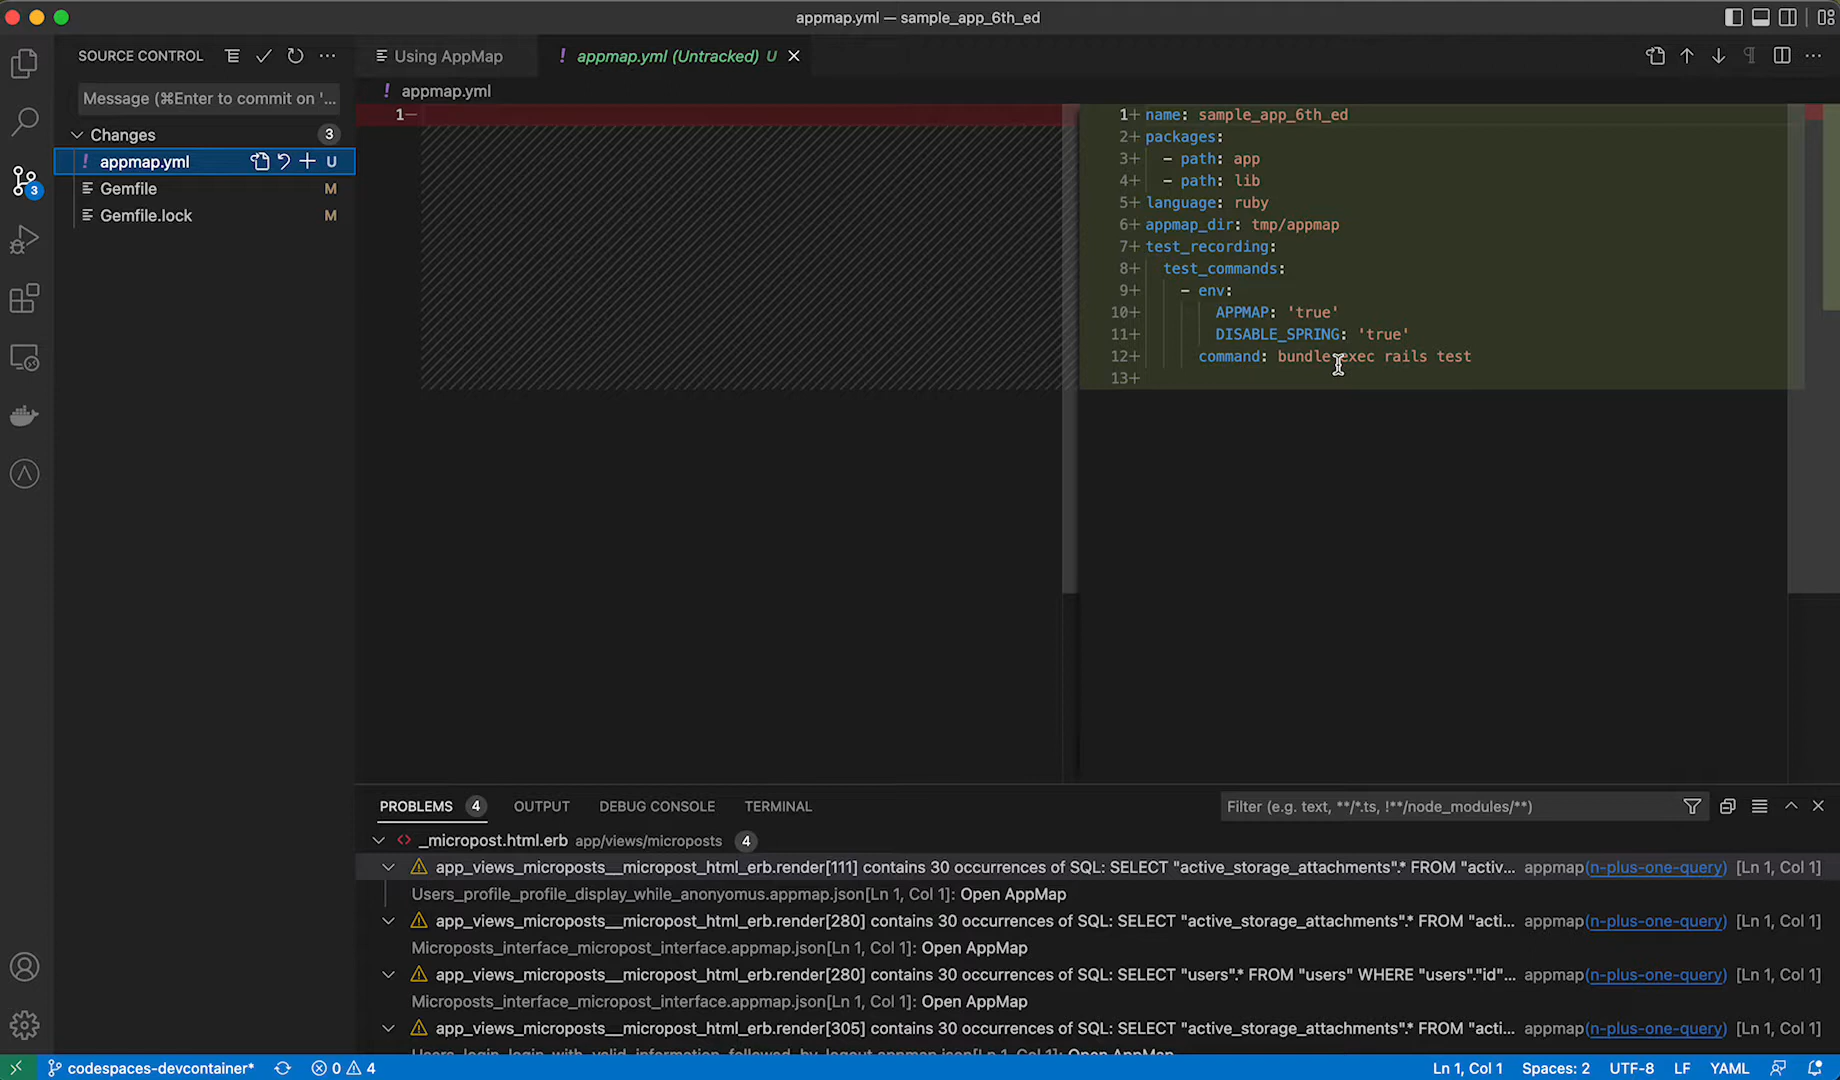 appmap.yml — sample_app_6th_ed
SOURCE CONTROL
Using AppMap
! appmap.yml (Untracked) U
! appmap.yml
Message (⌘Enter to commit on '...
Changes 3
! appmap.yml U
Gemfile M
Gemfile.lock M
3
1—
1+ name: sample_app_6th_ed
2+ packages:
3+ - path: app
4+ - path: lib
5+ language: ruby
6+ appmap_dir: tmp/appmap
7+ test_recording:
8+ test_commands:
9+ - env:
10+ APPMAP: 'true'
11+ DISABLE_SPRING: 'true'
12+ command: bundle exec rails test
13+
PROBLEMS 4 OUTPUT DEBUG CONSOLE TERMINAL
Filter (e.g. text, **/*.ts, !**/node_modules/**)
_micropost.html.erb app/views/microposts 4
app_views_microposts__micropost_html_erb.render[111] contains 30 occurrences of SQL: SELECT "active_storage_attachments".* FROM "activ... appmap(n-plus-one-query) [Ln 1, Col 1]
Users_profile_profile_display_while_anonyomus.appmap.json[Ln 1, Col 1]: Open AppMap
app_views_microposts__micropost_html_erb.render[280] contains 30 occurrences of SQL: SELECT "active_storage_attachments".* FROM "acti... appmap(n-plus-one-query) [Ln 1, Col 1]
Microposts_interface_micropost_interface.appmap.json[Ln 1, Col 1]: Open AppMap
app_views_microposts__micropost_html_erb.render[280] contains 30 occurrences of SQL: SELECT "users".* FROM "users" WHERE "users"."id"... appmap(n-plus-one-query) [Ln 1, Col 1]
Microposts_interface_micropost_interface.appmap.json[Ln 1, Col 1]: Open AppMap
app_views_microposts__micropost_html_erb.render[305] contains 30 occurrences of SQL: SELECT "active_storage_attachments".* FROM "acti... appmap(n-plus-one-query) [Ln 1, Col 1]
Users_login_login_with_valid_information_followed_by_logout.appmap.json[Ln 1, Col 1]: Open AppMap
codespaces-devcontainer* 0 4
Ln 1, Col 1 Spaces: 2 UTF-8 LF YAML